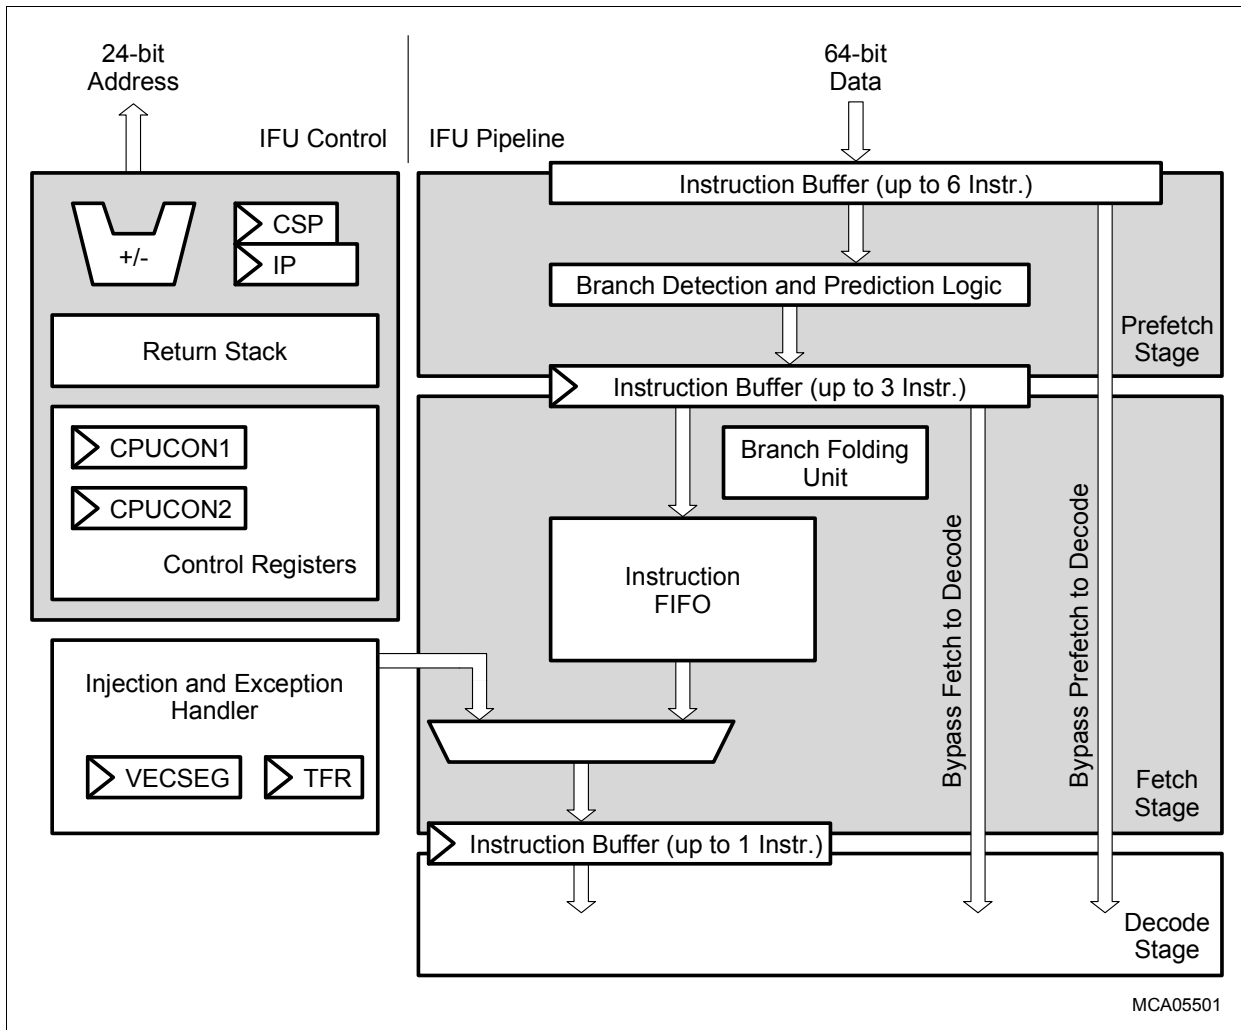 24-bit
Address
64-bit
Data
IFU Control
IFU Pipeline
Instruction Buffer (up to 6 Instr.)
+/-
CSP
IP
Branch Detection and Prediction Logic
Prefetch
Stage
Return Stack
Instruction Buffer (up to 3 Instr.)
CPUCON1
CPUCON2
Control Registers
Branch Folding
Unit
Instruction
FIFO
Bypass Fetch to Decode
Bypass Prefetch to Decode
Injection and Exception
Handler
VECSEG
TFR
Fetch
Stage
Instruction Buffer (up to 1 Instr.)
Decode
Stage
MCA05501